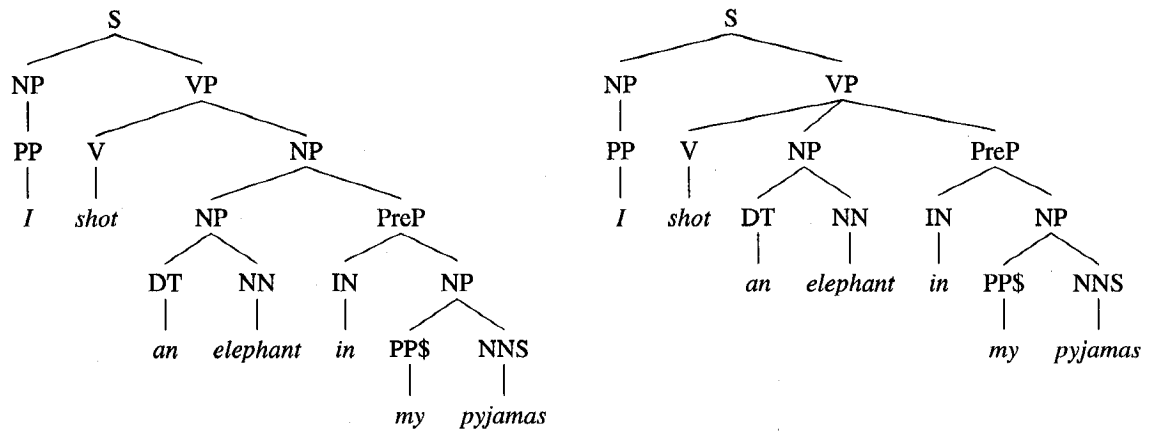 S S
NP VP NP VP
PP V NP PP V NP PreP
I shot NP PreP I shot DT NN IN NP
DT NN IN NP an elephant in PP$ NNS
an elephant in PP$ NNS my pyjamas
my pyjamas